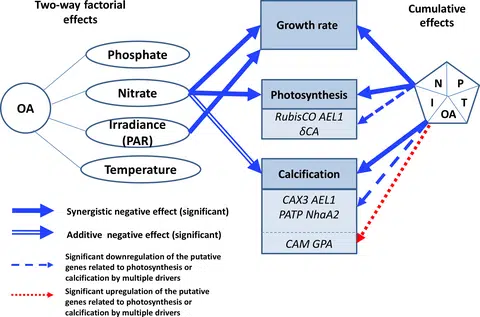 Two-way factorial
effects
Cumulative
effects
OA
Phosphate
Nitrate
Irradiance
(PAR)
Temperature
Growth rate
Photosynthesis
RubisCO AEL1
δCA
Calcification
CAX3 AEL1
PATP NhaA2
CAM GPA
N P
I T
OA
Synergistic negative effect (significant)
Additive negative effect (significant)
Significant downregulation of the putative
genes related to photosynthesis or
calcification by multiple drivers
Significant upregulation of the putative
genes related to photosynthesis or
calcification by multiple drivers